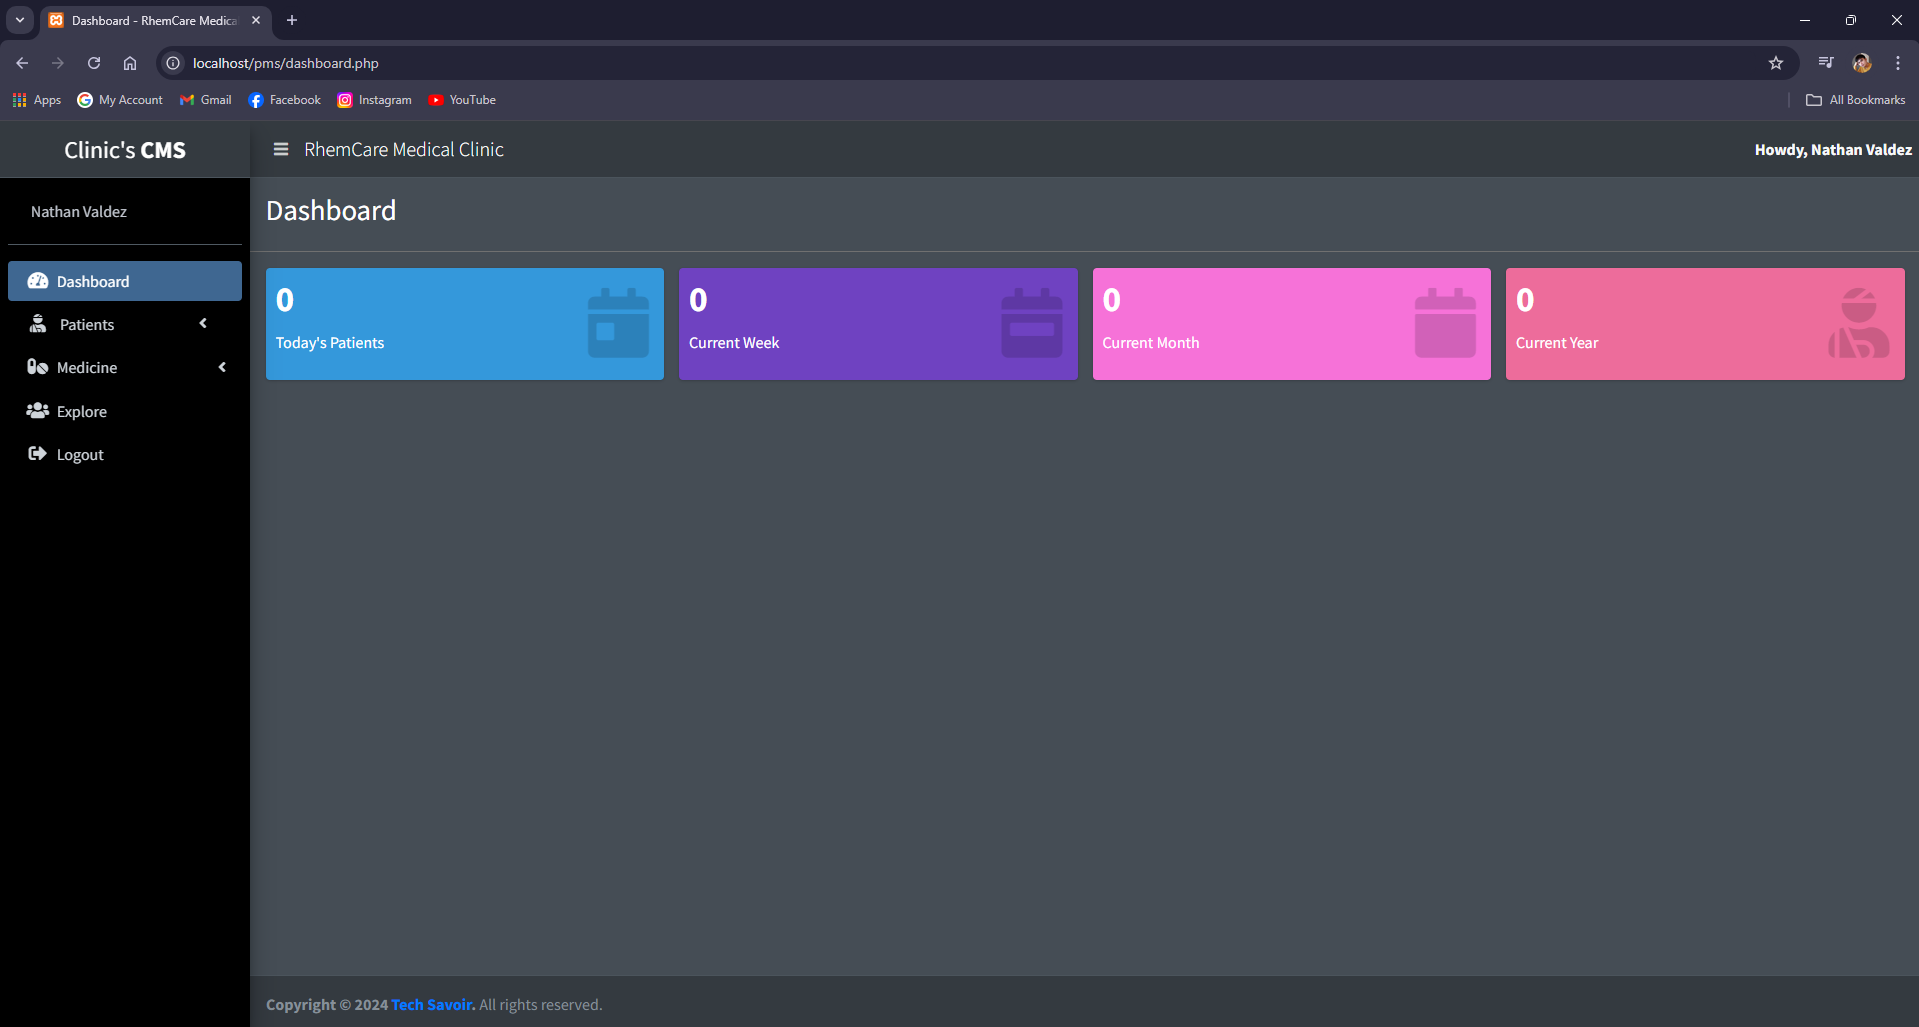 Dashboard - RhemCare Medica
localhost/pms/dashboard.php
Apps
My Account
Gmail
Facebook
Instagram
YouTube
All Bookmarks
Clinic's CMS
RhemCare Medical Clinic
Howdy, Nathan Valdez
Nathan Valdez
Dashboard
Patients
Medicine
Explore
Logout
Dashboard
0
Today's Patients
0
Current Week
0
Current Month
0
Current Year
Copyright © 2024 Tech Savoir. All rights reserved.